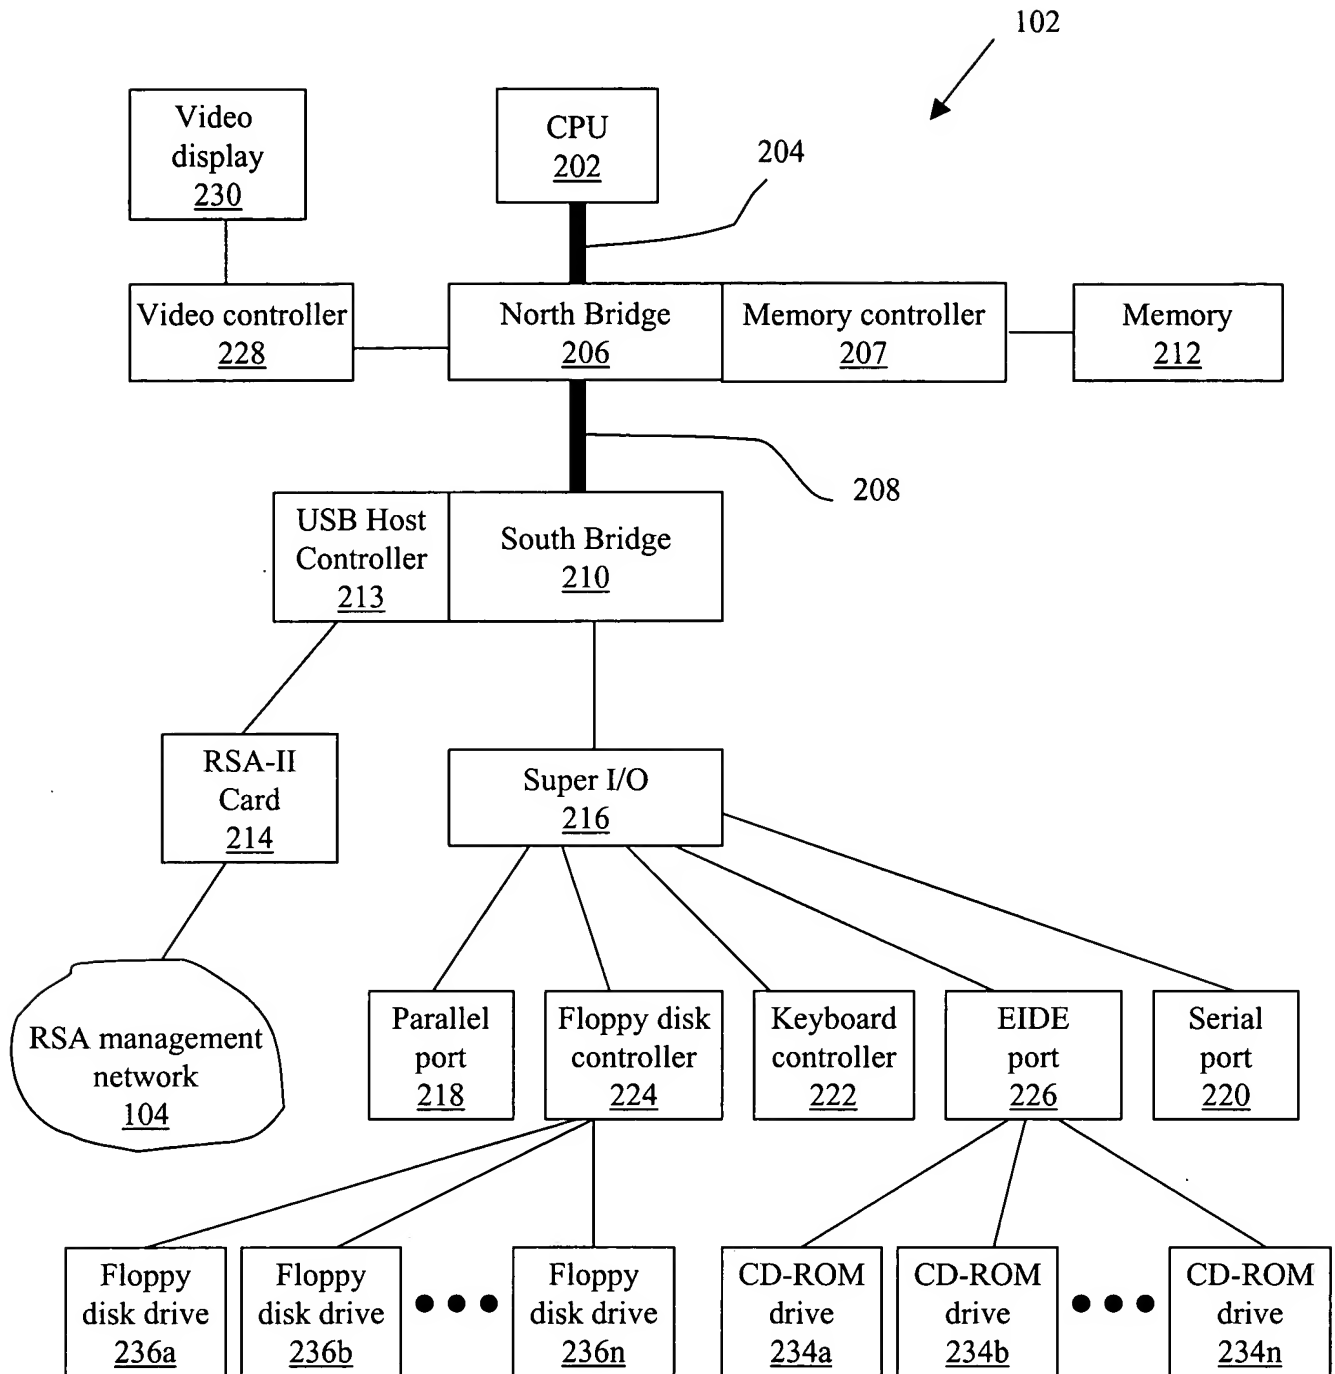 102
Video
display
230
CPU
202
204
Video controller
228
North Bridge
206
Memory controller
207
Memory
212
208
USB Host
Controller
213
South Bridge
210
RSA-II
Card
214
Super I/O
216
RSA management
network
104
Parallel
port
218
Floppy disk
controller
224
Keyboard
controller
222
EIDE
port
226
Serial
port
220
Floppy
disk drive
236a
Floppy
disk drive
236b
Floppy
disk drive
236n
CD-ROM
drive
234a
CD-ROM
drive
234b
CD-ROM
drive
234n